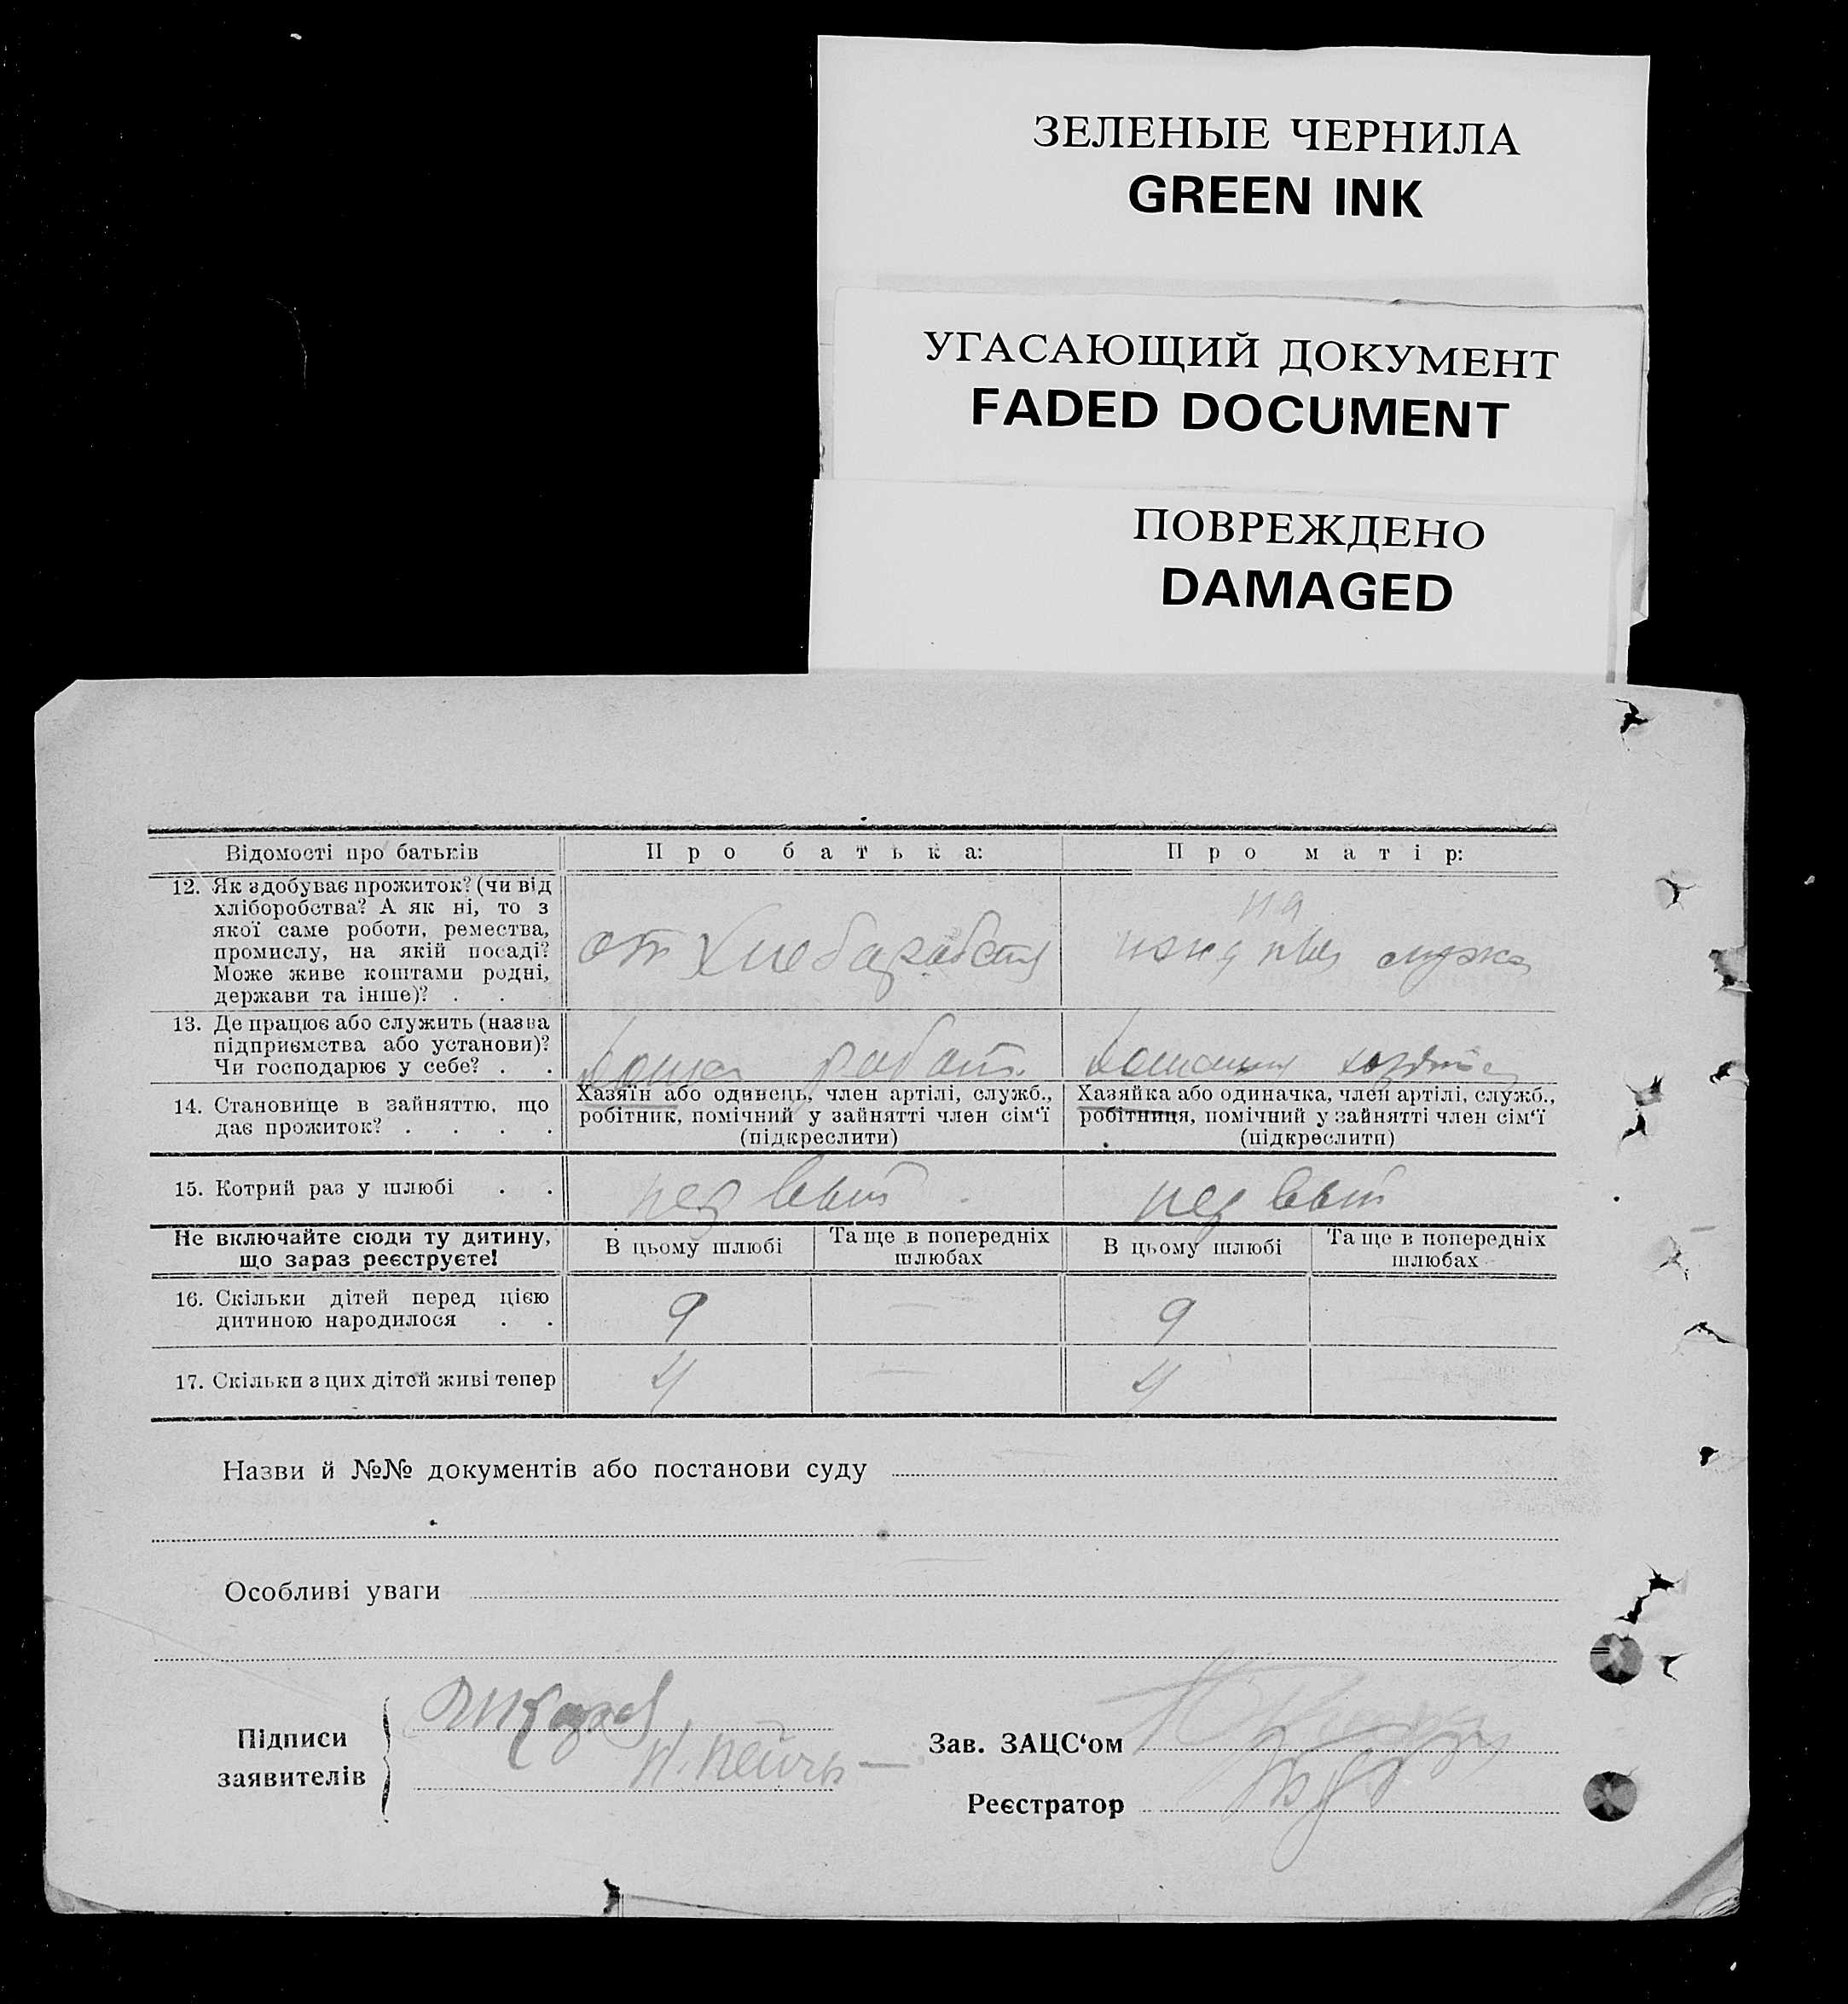 ЗЕЛЕНЫЕ ЧЕРНИЛА
GREEN INK
УГАСАЮЩИЙ ДОКУМЕНТ
FADED DOCUMENT
ПОВРЕЖДЕНО
DAMAGED
Відомості про батьків
Про батька:
Про матір:
12. Як здобуває прожиток? (чи від
хліборобства? А як ні, то з
якої саме роботи, ремества,
промислу, на якій посаді?
Може живе коштами родні,
держави та інше)? . .
от
на
мужа
13. Де працює або служить (назва
підприємства або установи)?
Чи господарює у себе? . .
14. Становище в зайняттю, що
дає прожиток? . . . .
Хазяїн або одинець, член артілі, служб.,
робітник, помічний у зайнятті член сім‘ї
(підкреслити)
Хазяйка або одиначка, член артілі, служб.,
робітниця, помічний у зайнятті член сім‘ї
(підкреслити)
15. Котрий раз у шлюбі . .
первый
первый
Не включайте сюди ту дитину,
що зараз реєструєте!
В цьому шлюбі
Та ще в попередніх
шлюбах
В цьому шлюбі
Та ще в попередніх
шлюбах
16. Скільки дітей перед цією
дитиною народилося . .
9
—
9
17. Скільки з цих дітей живі тепер
4
—
4
Назви й №№ документів або постанови суду
Особливі уваги
Підписи
заявителів
Зав. ЗАЦС‘ом
Реєстратор